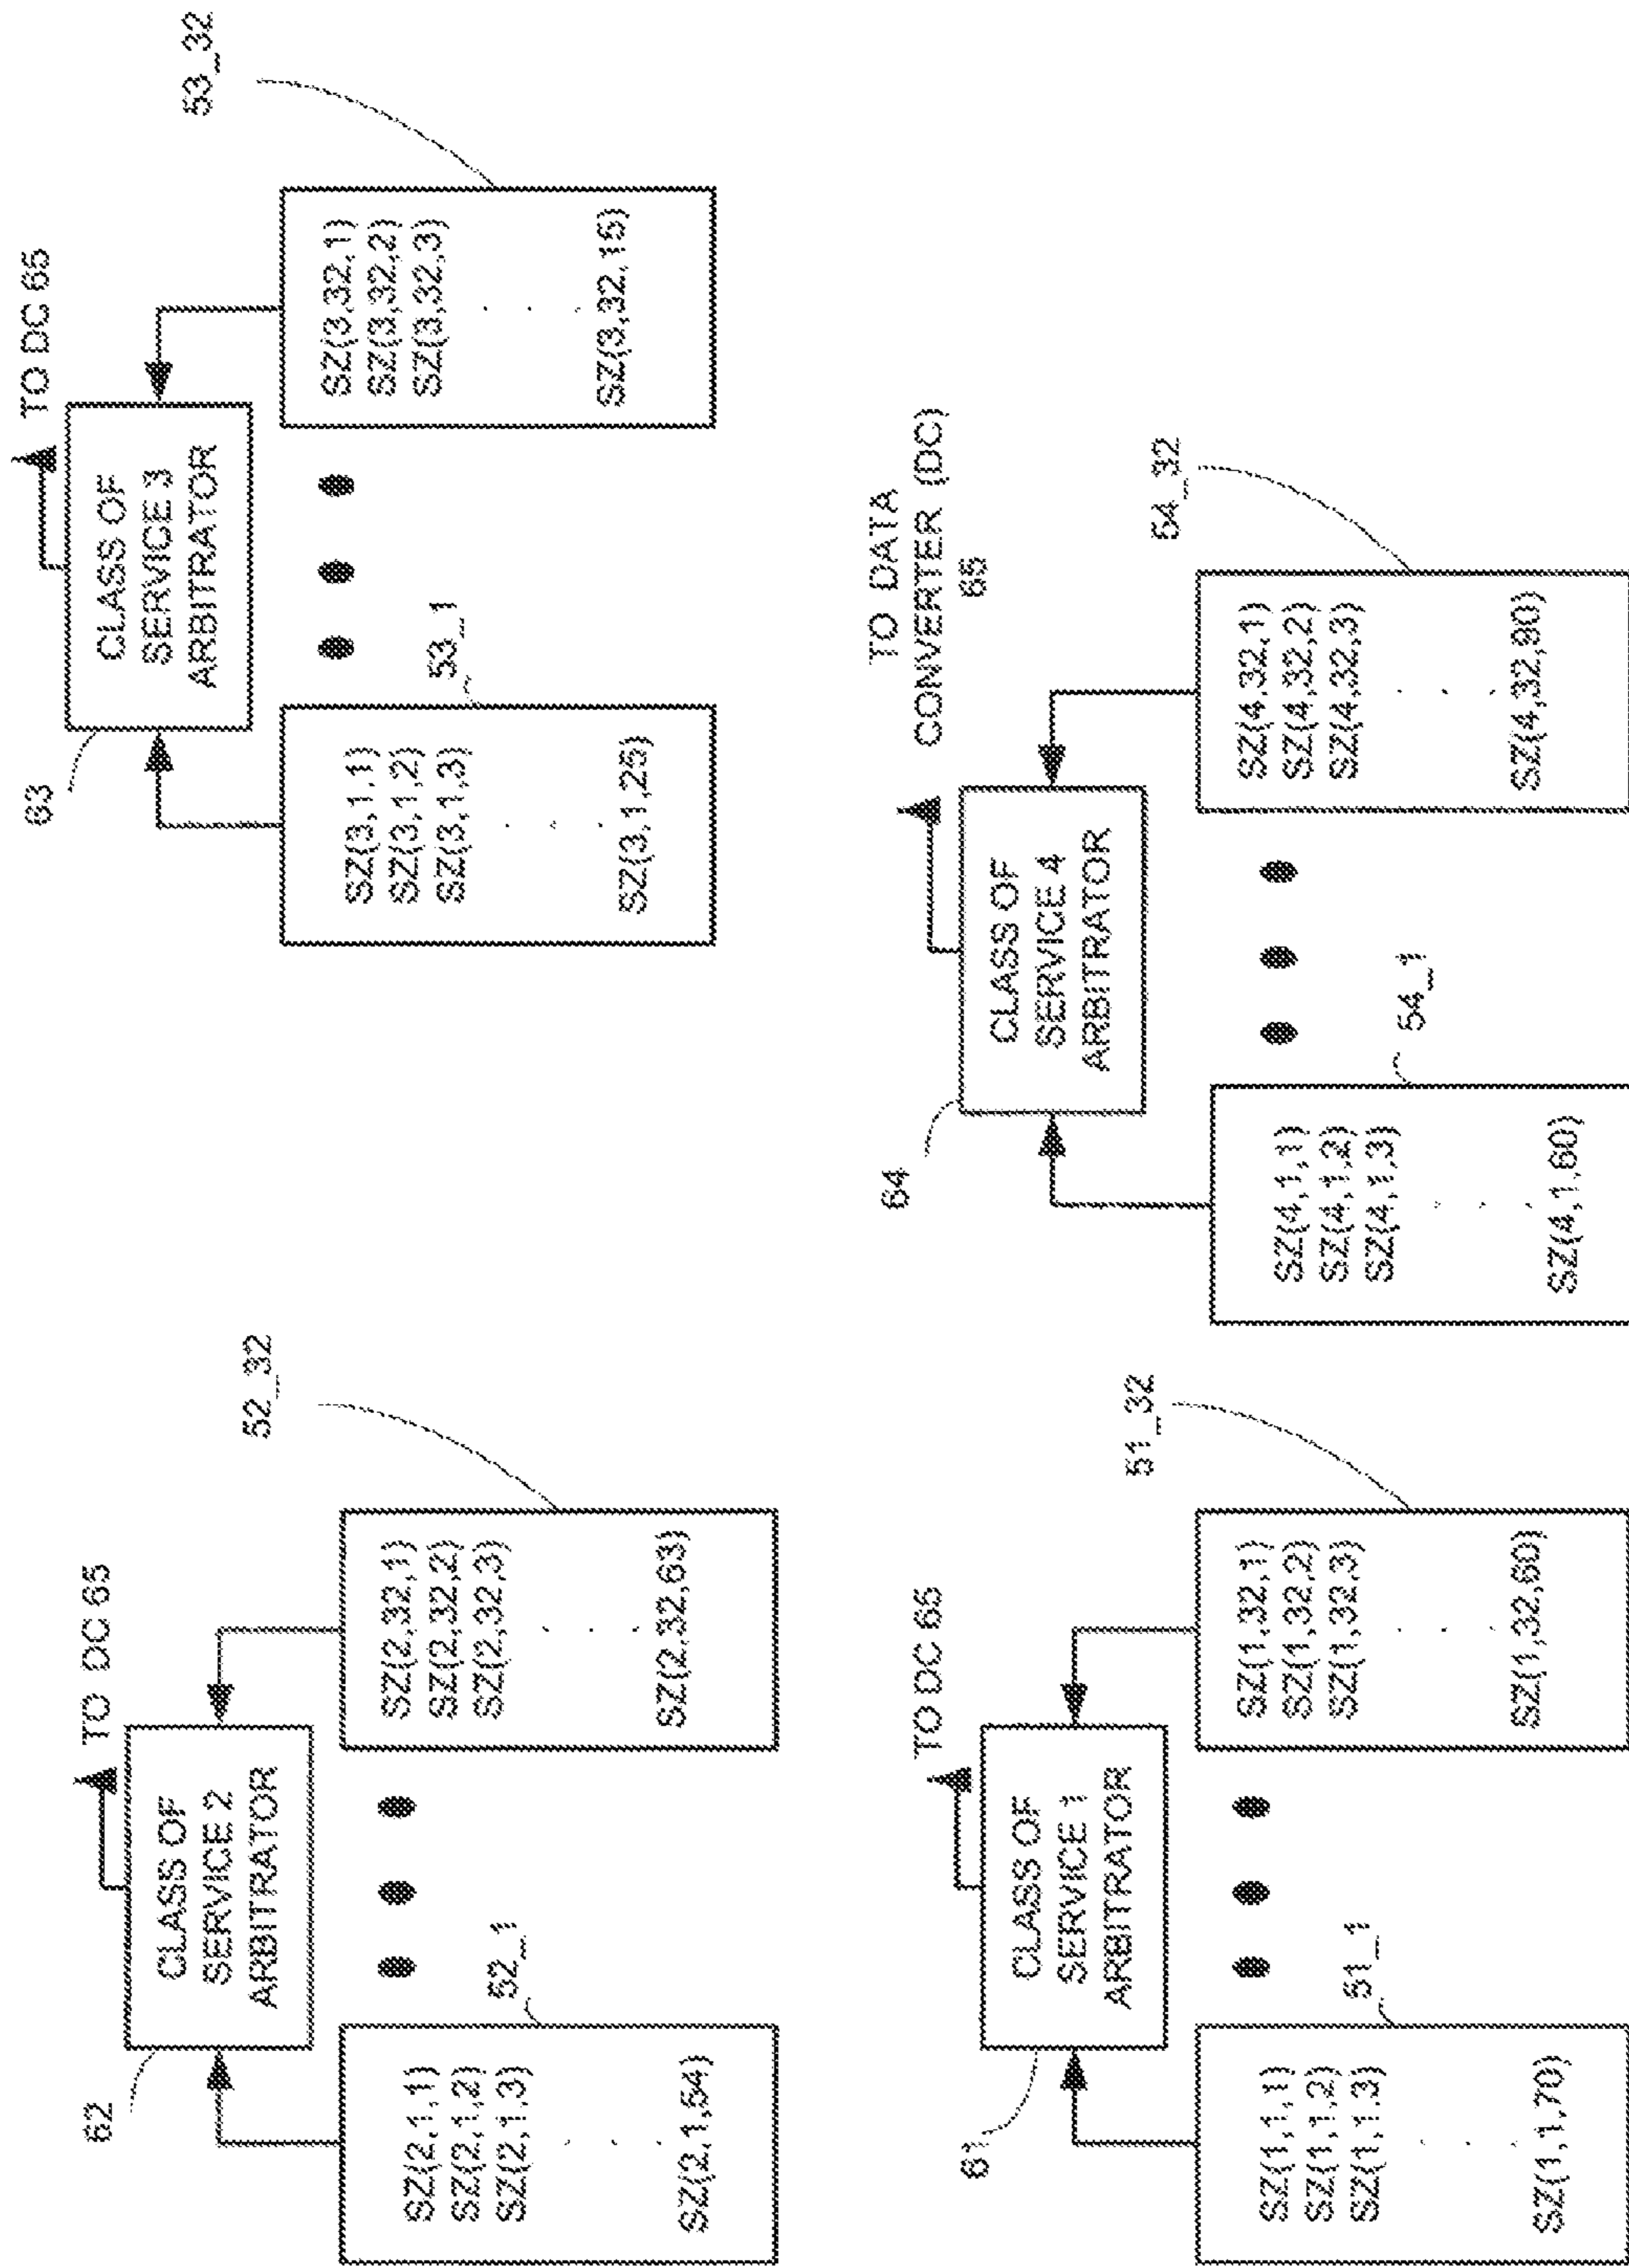 TO DC 65
62
CLASS OF
SERVICE 2
ARBITRATOR
52_32
52_1
SZ(2,1,1)
SZ(2,1,2)
SZ(2,1,3)
SZ(2,1,54)
SZ(2,32,1)
SZ(2,32,2)
SZ(2,32,3)
SZ(2,32,63)
TO DC 65
63
CLASS OF
SERVICE 3
ARBITRATOR
53_32
53_1
SZ(3,1,1)
SZ(3,1,2)
SZ(3,1,3)
SZ(3,1,25)
SZ(3,32,1)
SZ(3,32,2)
SZ(3,32,3)
SZ(3,32,15)
TO DC 65
61
CLASS OF
SERVICE 1
ARBITRATOR
51_32
51_1
SZ(1,1,1)
SZ(1,1,2)
SZ(1,1,3)
SZ(1,1,70)
SZ(1,32,1)
SZ(1,32,2)
SZ(1,32,3)
SZ(1,32,60)
TO DATA
CONVERTER (DC)
65
64
CLASS OF
SERVICE 4
ARBITRATOR
54_32
54_1
SZ(4,1,1)
SZ(4,1,2)
SZ(4,1,3)
SZ(4,32,1)
SZ(4,32,2)
SZ(4,32,3)